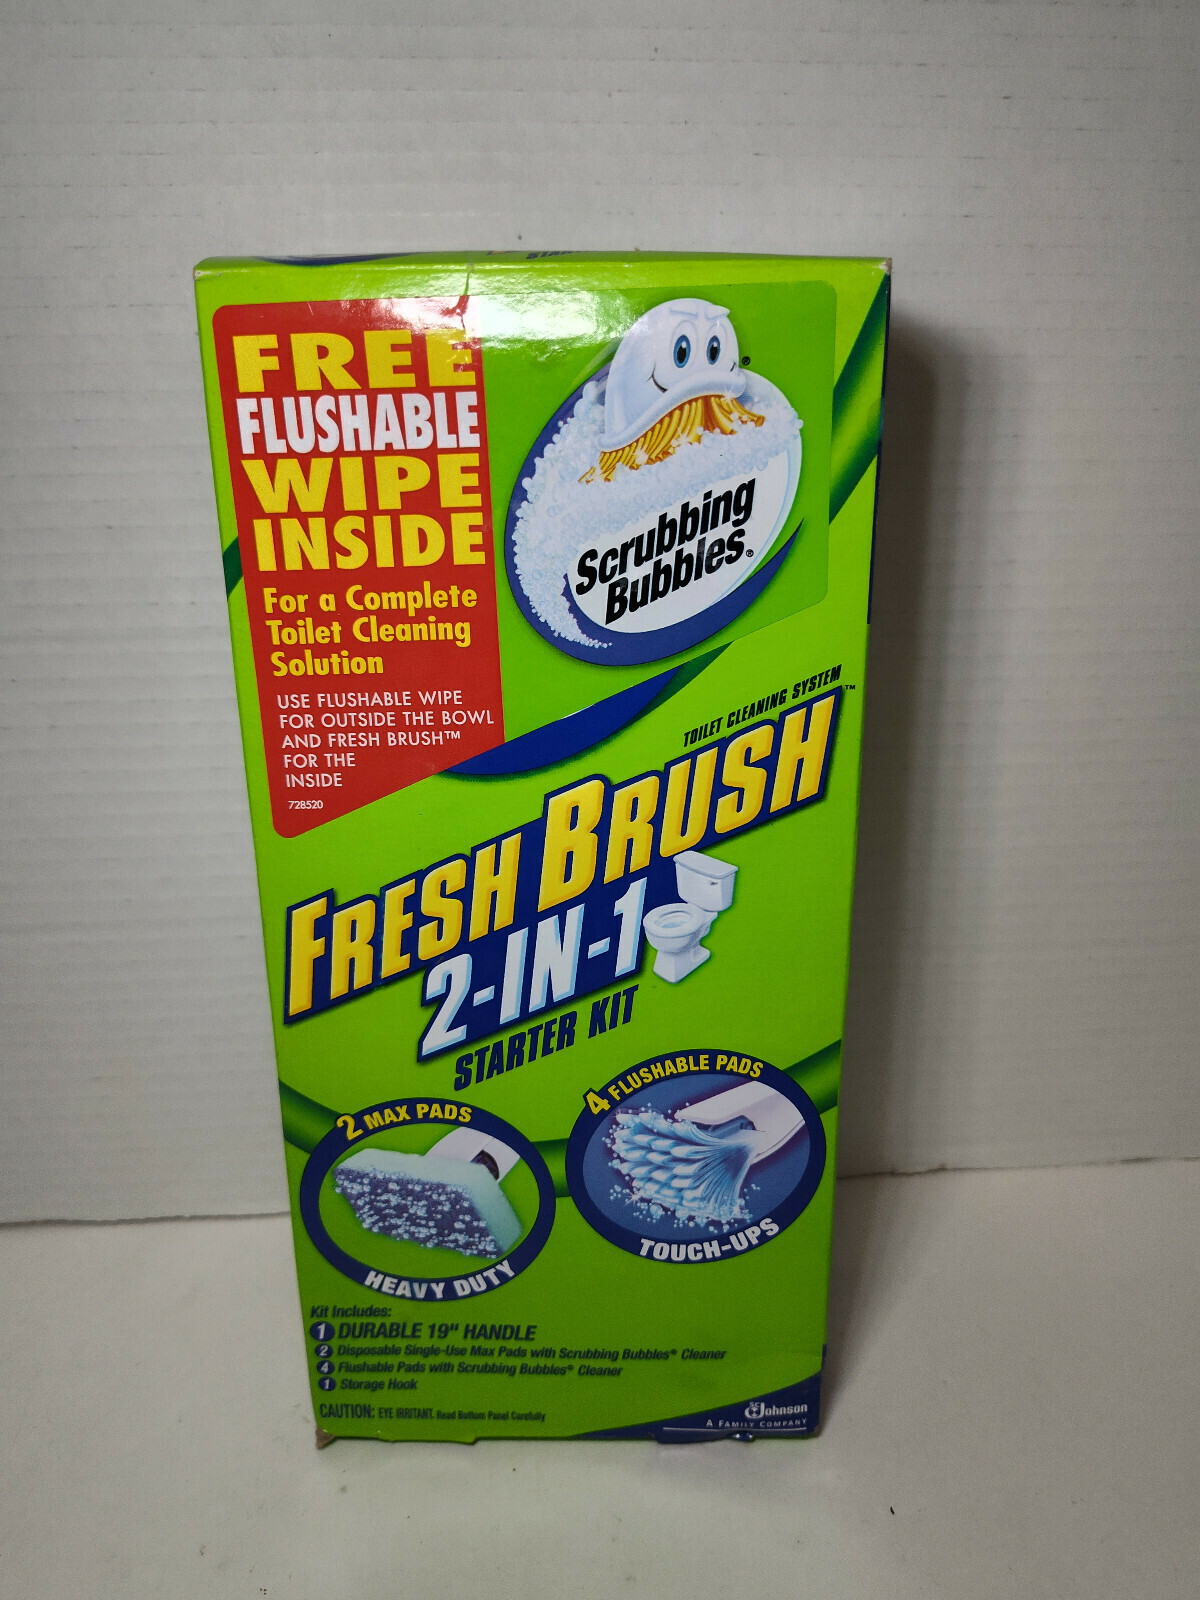 FREE
FLUSHABLE
WIPE
INSIDE
For a Complete
Toilet Cleaning
Solution
USE FLUSHABLE WIPE
FOR OUTSIDE THE BOWL
AND FRESH BRUSH™
FOR THE
INSIDE
728520
®
Scrubbing
Bubbles®
TOILET CLEANING SYSTEM
FRESH BRUSH™
2-IN-1
STARTER KIT
2 MAX PADS
HEAVY DUTY
4 FLUSHABLE PADS
TOUCH-UPS
Kit Includes:
1 DURABLE 19" HANDLE
2 Disposable Single-Use Max Pads with Scrubbing Bubbles® Cleaner
4 Flushable Pads with Scrubbing Bubbles® Cleaner
1 Storage Hook
CAUTION: EYE IRRITANT. Read Bottom Panel Carefully
SC Johnson
A FAMILY COMPANY